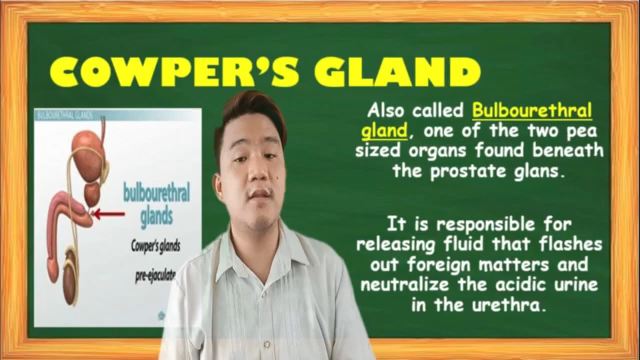 COWPER'S GLAND
BULBOURETHRAL GLANDS
bulbourethral
glands
Cowper's glands
pre-ejaculate
Also called Bulbourethral
gland, one of the two pea
sized organs found beneath
the prostate glans.
It is responsible for
releasing fluid that flashes
out foreign matters and
neutralize the acidic urine
in the urethra.